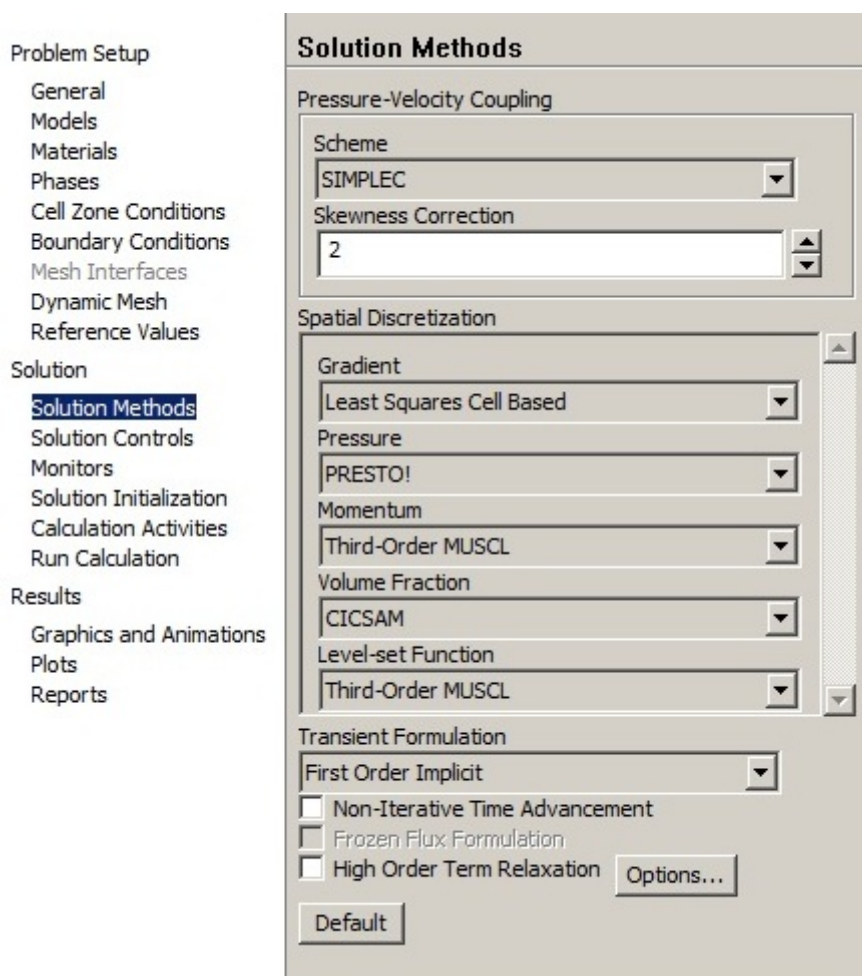 Problem Setup
General
Models
Materials
Phases
Cell Zone Conditions
Boundary Conditions
Mesh Interfaces
Dynamic Mesh
Reference Values
Solution
Solution Methods
Solution Controls
Monitors
Solution Initialization
Calculation Activities
Run Calculation
Results
Graphics and Animations
Plots
Reports
Solution Methods
Pressure-Velocity Coupling
Scheme
SIMPLEC
Skewness Correction
2
Spatial Discretization
Gradient
Least Squares Cell Based
Pressure
PRESTO!
Momentum
Third-Order MUSCL
Volume Fraction
CICSAM
Level-set Function
Third-Order MUSCL
Transient Formulation
First Order Implicit
Non-Iterative Time Advancement
Frozen Flux Formulation
High Order Term Relaxation Options...
Default